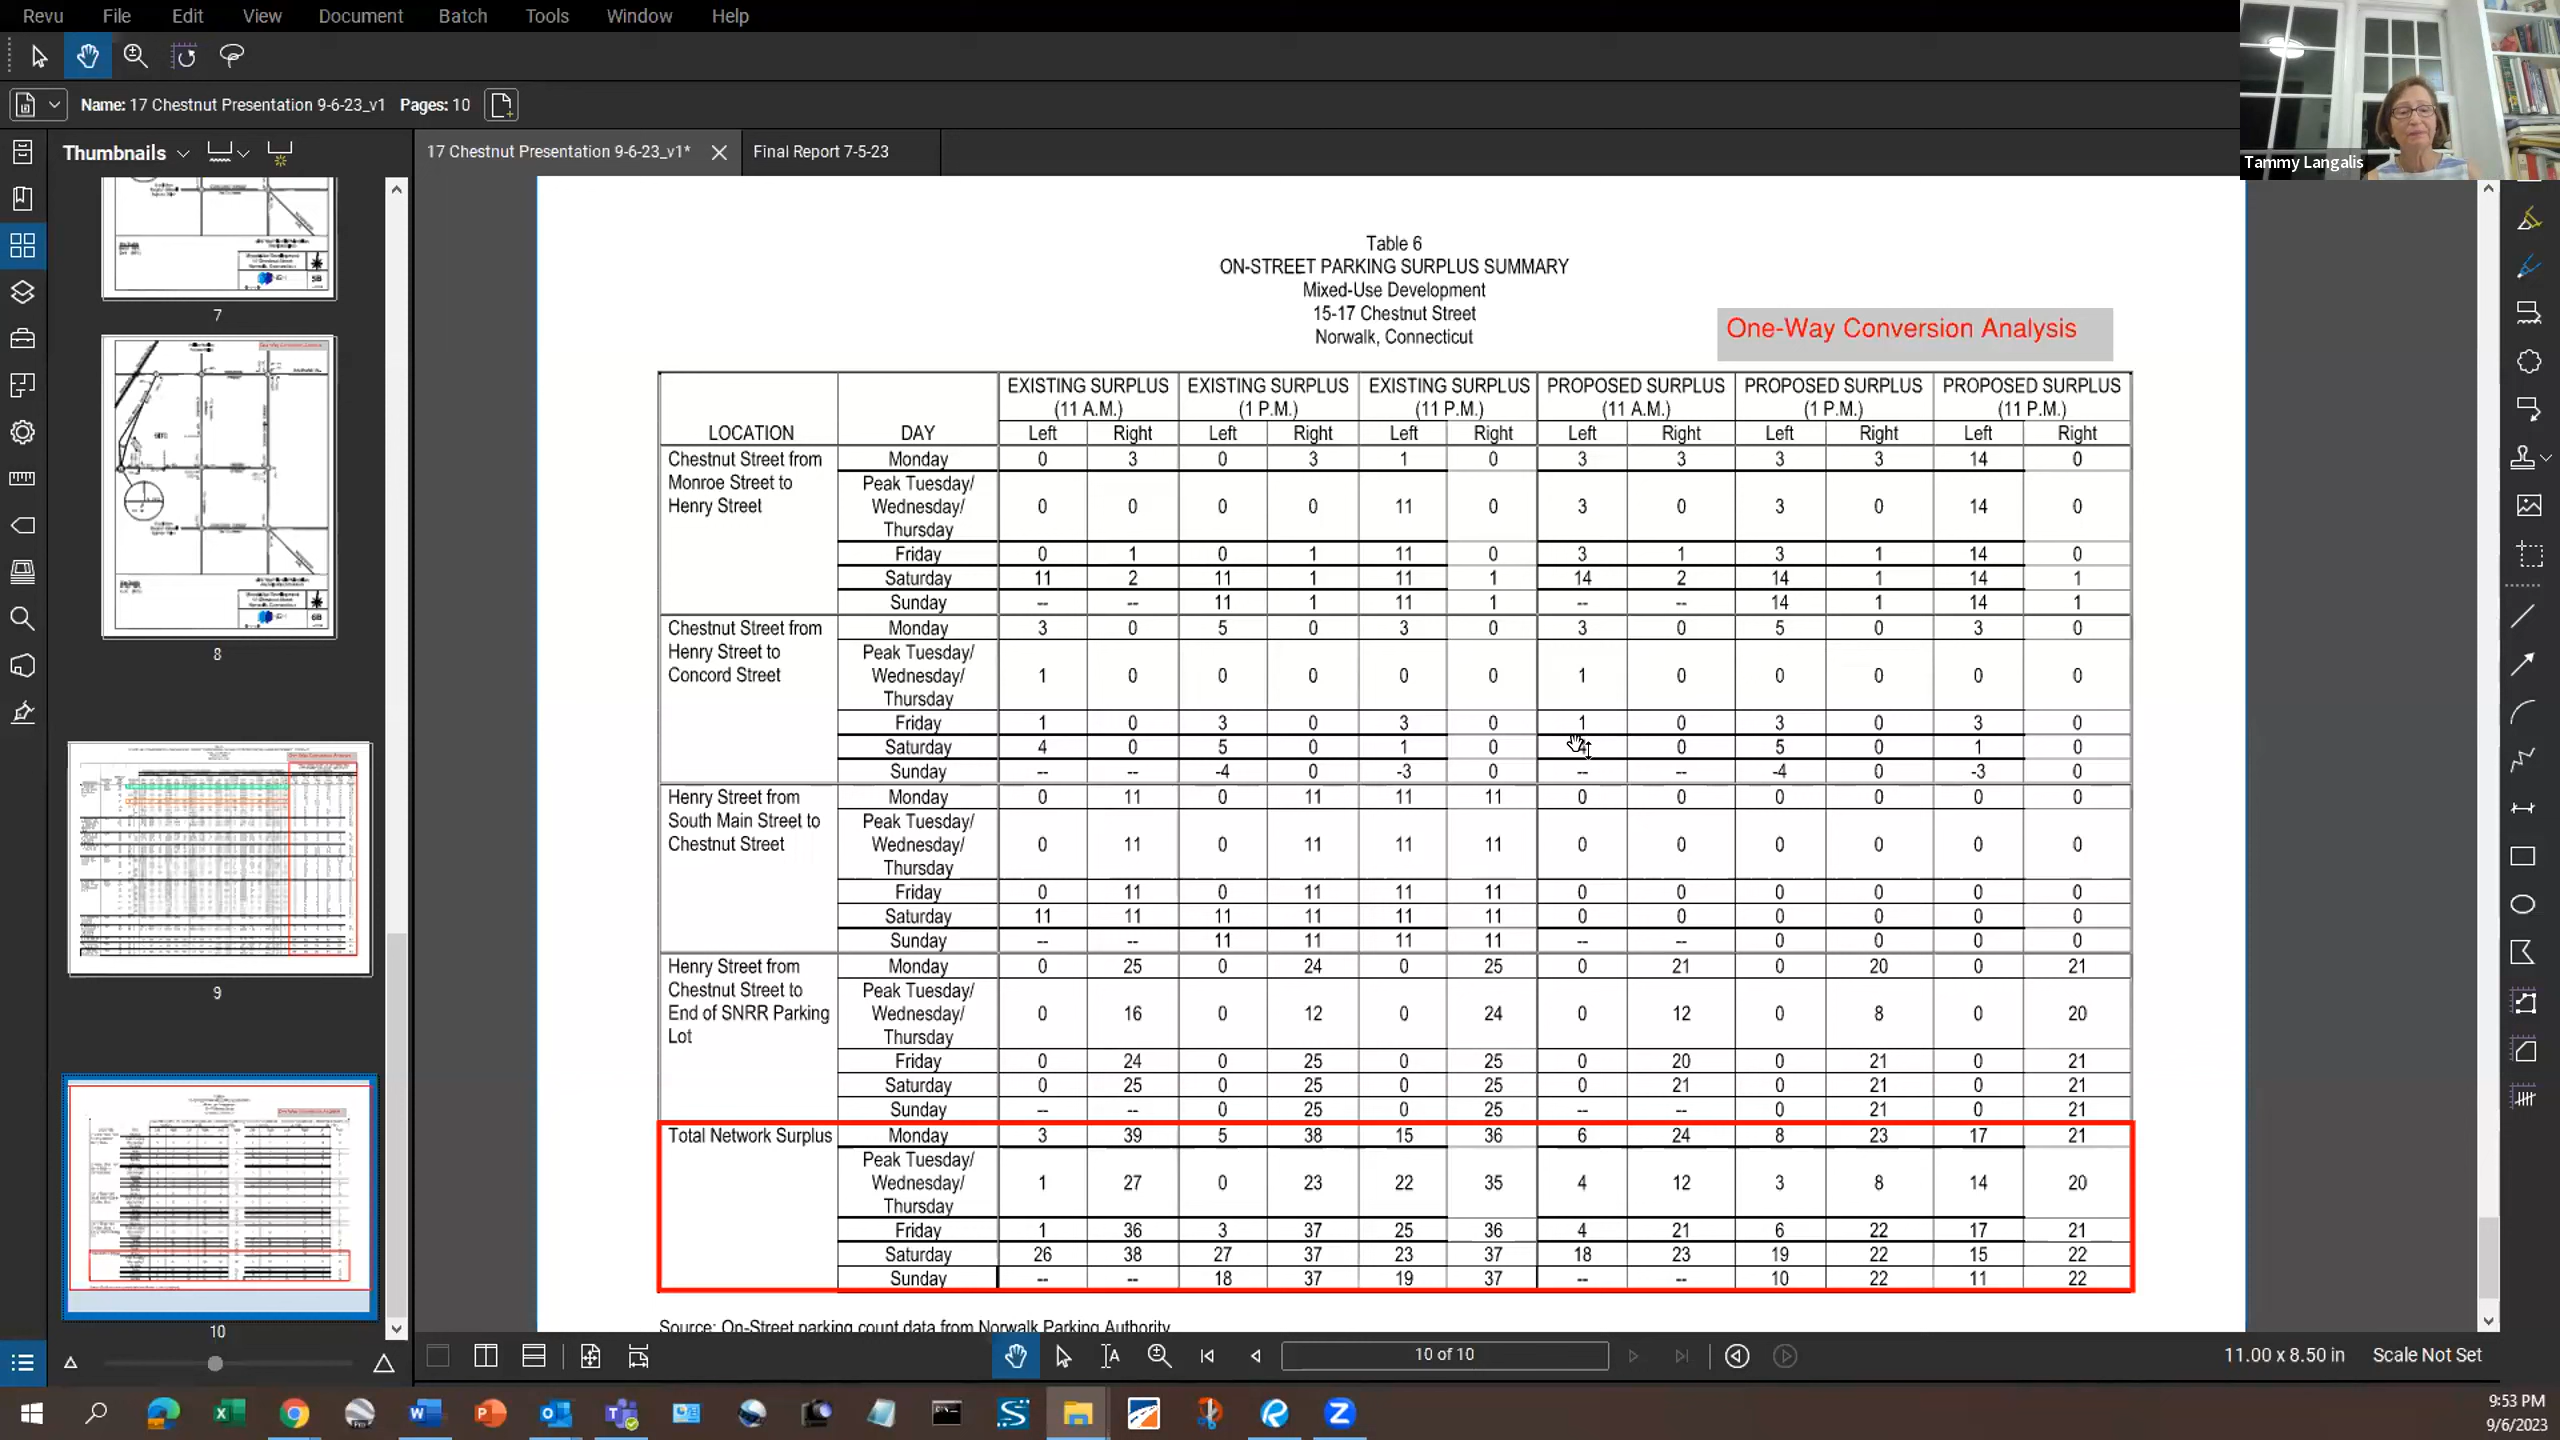 Revu File Edit View Document Batch Tools Window Help
Name: 17 Chestnut Presentation 9-6-23_v1 Pages: 10
Thumbnails
17 Chestnut Presentation 9-6-23_v1* Final Report 7-5-23
Tammy Langalis
7
8
9
10
Table 6
ON-STREET PARKING SURPLUS SUMMARY
Mixed-Use Development
15-17 Chestnut Street
Norwalk, Connecticut
One-Way Conversion Analysis
LOCATION DAY EXISTING SURPLUS (11 A.M.) EXISTING SURPLUS (1 P.M.) EXISTING SURPLUS (11 P.M.) PROPOSED SURPLUS (11 A.M.) PROPOSED SURPLUS (1 P.M.) PROPOSED SURPLUS (11 P.M.)
Left Right Left Right Left Right Left Right Left Right Left Right
Chestnut Street from Monroe Street to Henry Street
Monday 0 3 0 3 1 0 3 3 3 3 14 0
Peak Tuesday/ Wednesday/ Thursday 0 0 0 0 11 0 3 0 3 0 14 0
Friday 0 1 0 1 11 0 3 1 3 1 14 0
Saturday 11 2 11 1 11 1 14 2 14 1 14 1
Sunday -- -- 11 1 11 1 -- -- 14 1 14 1
Chestnut Street from Henry Street to Concord Street
Monday 3 0 5 0 3 0 3 0 5 0 3 0
Peak Tuesday/ Wednesday/ Thursday 1 0 0 0 0 0 1 0 0 0 0 0
Friday 1 0 3 0 3 0 1 0 3 0 3 0
Saturday 4 0 5 0 1 0 0 5 0 1 0
Sunday -- -- -4 0 -3 0 -- -- -4 0 -3 0
Henry Street from South Main Street to Chestnut Street
Monday 0 11 0 11 11 11 0 0 0 0 0 0
Peak Tuesday/ Wednesday/ Thursday 0 11 0 11 11 11 0 0 0 0 0 0
Friday 0 11 0 11 11 11 0 0 0 0 0 0
Saturday 11 11 11 11 11 11 0 0 0 0 0 0
Sunday -- -- 11 11 11 11 -- -- 0 0 0 0
Henry Street from Chestnut Street to End of SNRR Parking Lot
Monday 0 25 0 24 0 25 0 21 0 20 0 21
Peak Tuesday/ Wednesday/ Thursday 0 16 0 12 0 24 0 12 0 8 0 20
Friday 0 24 0 25 0 25 0 20 0 21 0 21
Saturday 0 25 0 25 0 25 0 21 0 21 0 21
Sunday -- -- 0 25 0 25 -- -- 0 21 0 21
Total Network Surplus
Monday 3 39 5 38 15 36 6 24 8 23 17 21
Peak Tuesday/ Wednesday/ Thursday 1 27 0 23 22 35 4 12 3 8 14 20
Friday 1 36 3 37 25 36 4 21 6 22 17 21
Saturday 26 38 27 37 23 37 18 23 19 22 15 22
Sunday -- -- 18 37 19 37 -- -- 10 22 11 22
Source: On-Street parking count data from Norwalk Parking Authority
10 of 10
11.00 x 8.50 in Scale Not Set
9:53 PM
9/6/2023